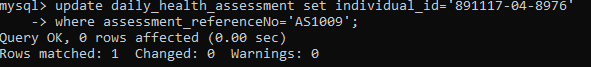 mysql> update daily_health_assessment set individual_id='891117-04-8976'
    -> where assessment_referenceNo='AS1009';
Query OK, 0 rows affected (0.00 sec)
Rows matched: 1  Changed: 0  Warnings: 0